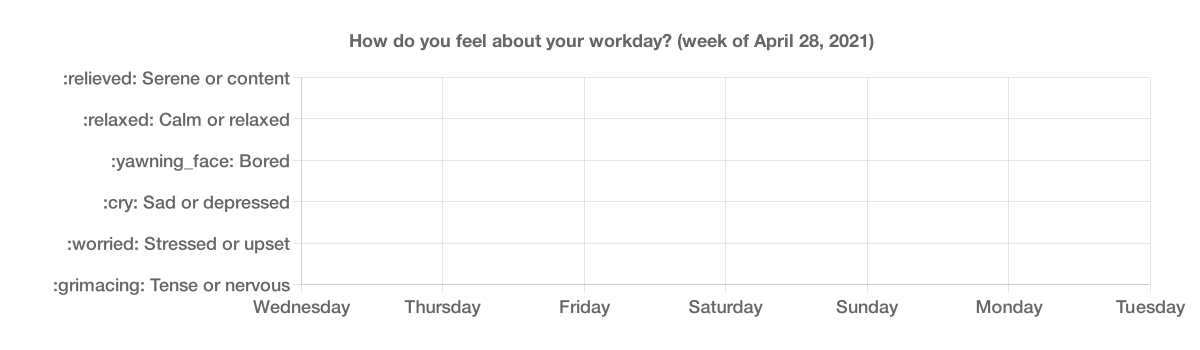 How do you feel about your workday? (week of April 28, 2021)
:relieved: Serene or content
:relaxed: Calm or relaxed
:yawning_face: Bored
:cry: Sad or depressed
:worried: Stressed or upset
:grimacing: Tense or nervous
Wednesday Thursday Friday Saturday Sunday Monday Tuesday